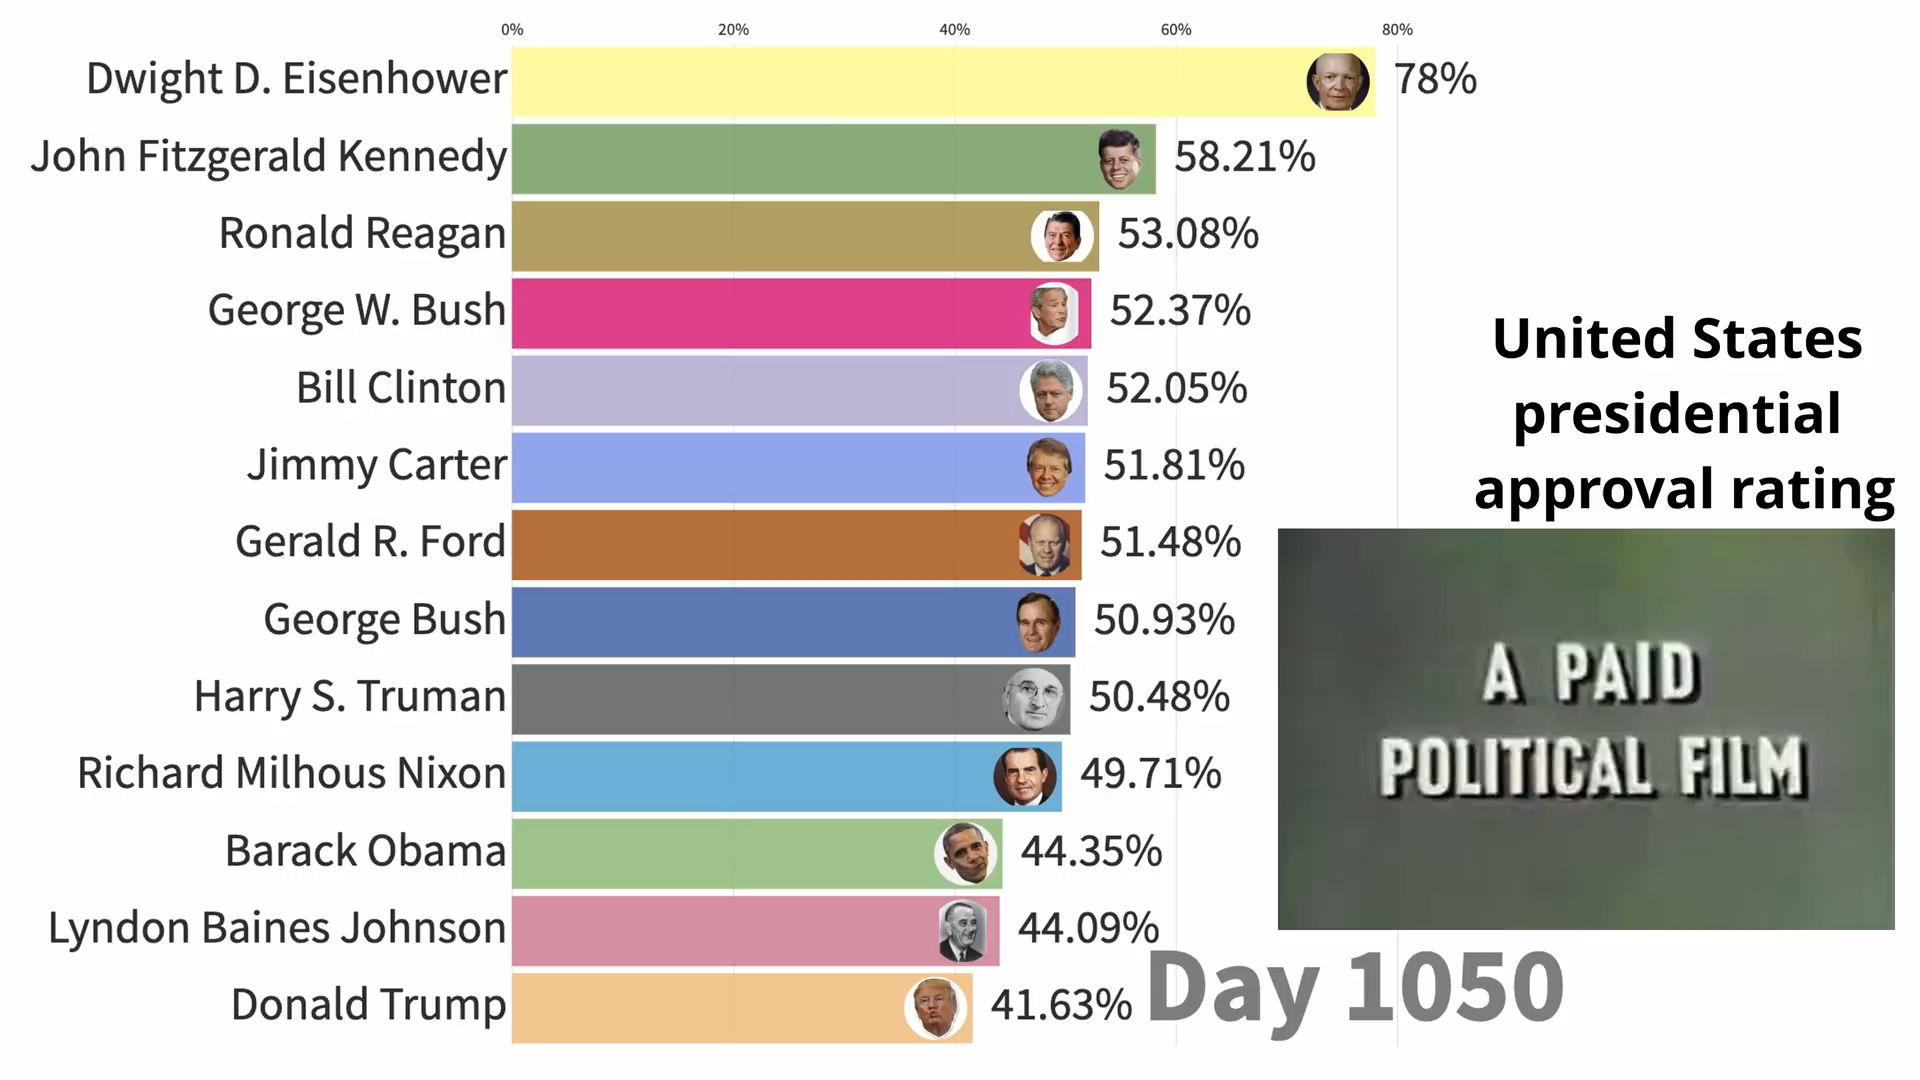 0% 20% 40% 60% 80%
Dwight D. Eisenhower 78%
John Fitzgerald Kennedy 58.21%
Ronald Reagan 53.08%
George W. Bush 52.37%
Bill Clinton 52.05%
Jimmy Carter 51.81%
Gerald R. Ford 51.48%
George Bush 50.93%
Harry S. Truman 50.48%
Richard Milhous Nixon 49.71%
Barack Obama 44.35%
Lyndon Baines Johnson 44.09%
Donald Trump 41.63%
United States
presidential
approval rating
A PAID
POLITICAL FILM
Day 1050